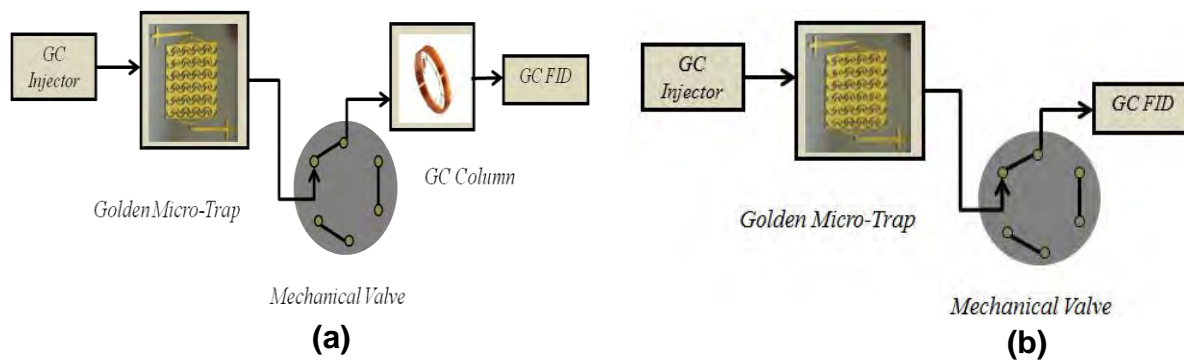 GC
Injector
GC FID
GC Column
Golden Micro-Trap
Mechanical Valve
(a)
GC
Injector
GC FID
Golden Micro-Trap
Mechanical Valve
(b)